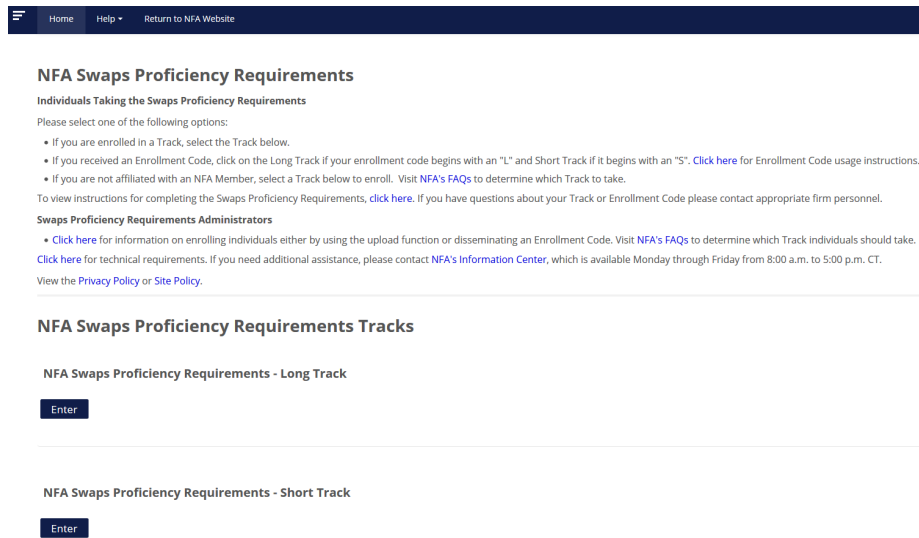 Home Help Return to NFA Website
NFA Swaps Proficiency Requirements
Individuals Taking the Swaps Proficiency Requirements
Please select one of the following options:
• If you are enrolled in a Track, select the Track below.
• If you received an Enrollment Code, click on the Long Track if your enrollment code begins with an "L" and Short Track if it begins with an "S". Click here for Enrollment Code usage instructions.
• If you are not affiliated with an NFA Member, select a Track below to enroll. Visit NFA's FAQs to determine which Track to take.
To view instructions for completing the Swaps Proficiency Requirements, click here. If you have questions about your Track or Enrollment Code please contact appropriate firm personnel.
Swaps Proficiency Requirements Administrators
• Click here for information on enrolling individuals either by using the upload function or disseminating an Enrollment Code. Visit NFA's FAQs to determine which Track individuals should take.
Click here for technical requirements. If you need additional assistance, please contact NFA's Information Center, which is available Monday through Friday from 8:00 a.m. to 5:00 p.m. CT.
View the Privacy Policy or Site Policy.
NFA Swaps Proficiency Requirements Tracks
NFA Swaps Proficiency Requirements - Long Track
Enter
NFA Swaps Proficiency Requirements - Short Track
Enter